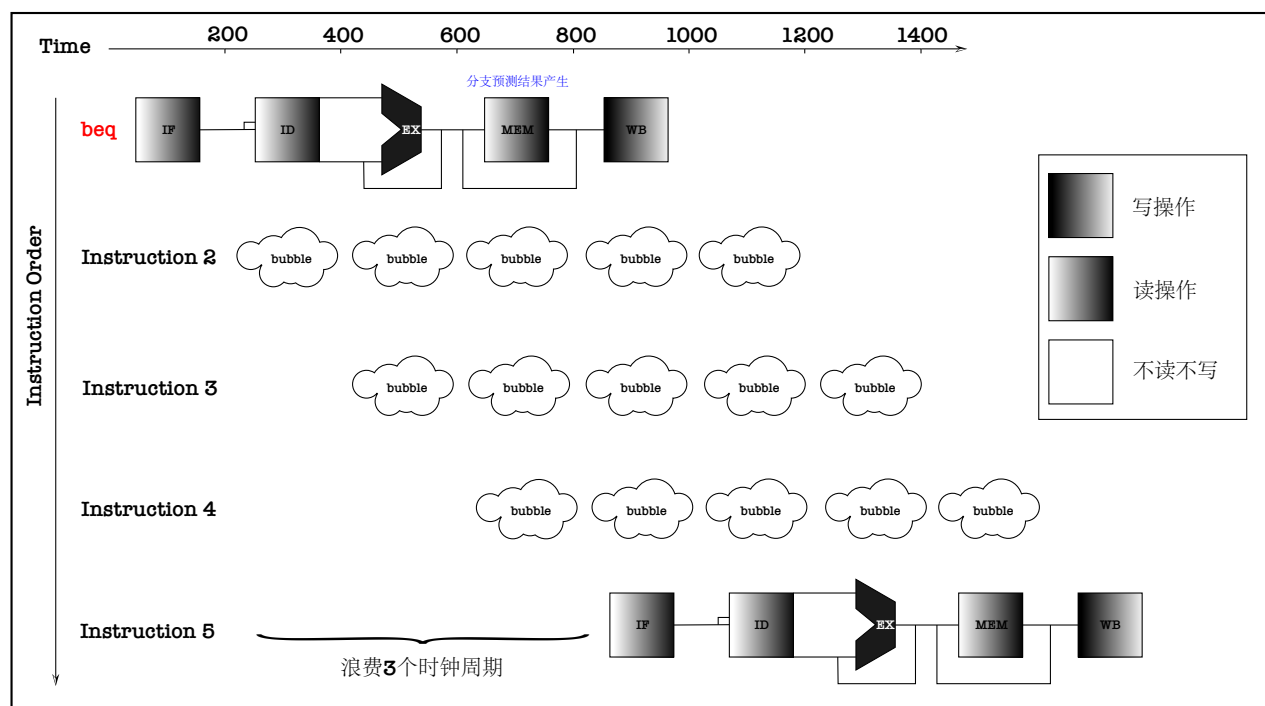 Time 200 400 600 800 1000 1200 1400
分支预测结果产生
beq IF ID EX MEM WB
Instruction Order
写操作
Instruction 2 bubble bubble bubble bubble bubble
读操作
不读不写
Instruction 3 bubble bubble bubble bubble bubble
Instruction 4 bubble bubble bubble bubble bubble
Instruction 5 IF ID EX MEM WB
浪费3个时钟周期